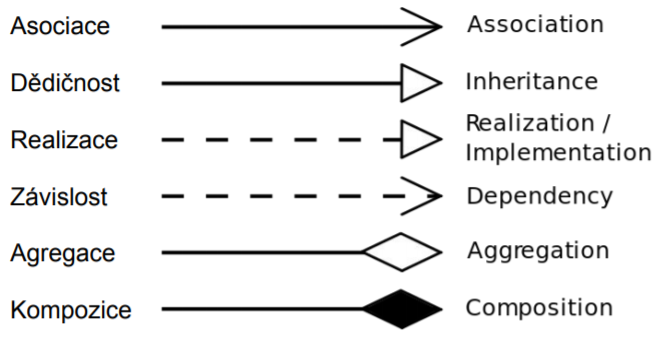 Asociace Association
Dědičnost Inheritance
Realizace Realization /
Implementation
Závislost Dependency
Agregace Aggregation
Kompozice Composition